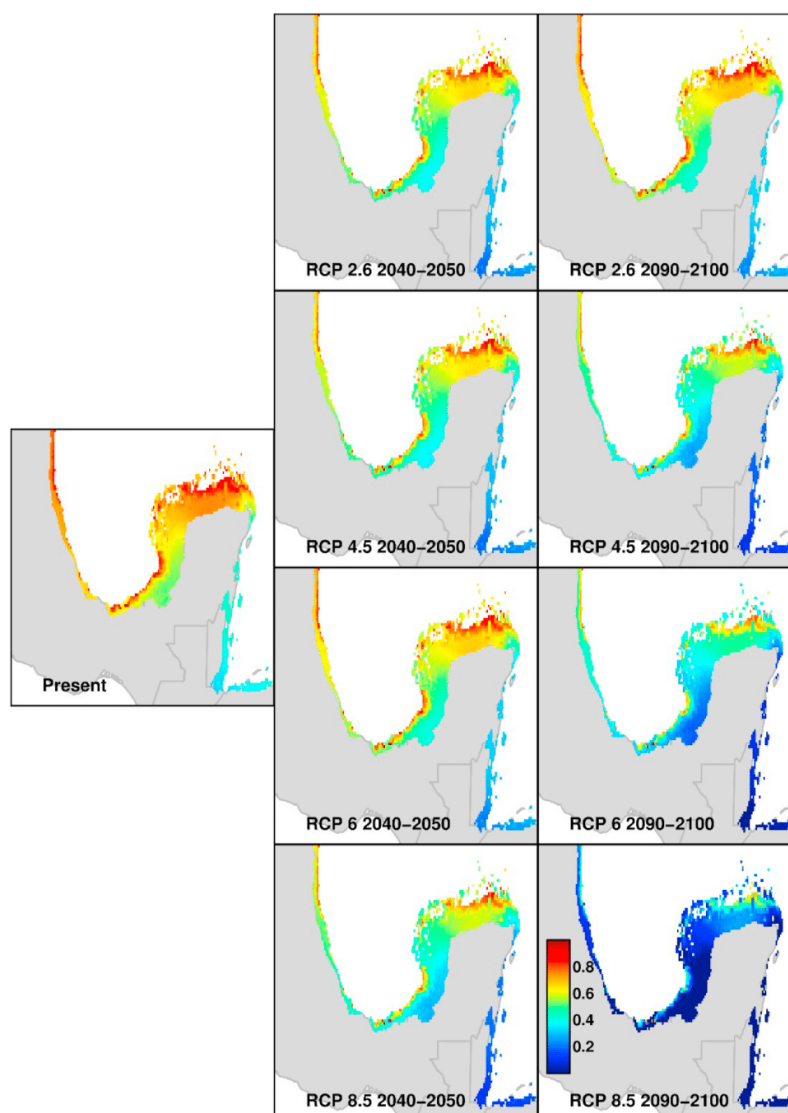 RCP 2.6 2040−2050
RCP 2.6 2090−2100
RCP 4.5 2040−2050
RCP 4.5 2090−2100
Present
RCP 6 2040−2050
RCP 6 2090−2100
0.8
0.6
0.4
0.2
RCP 8.5 2040−2050
RCP 8.5 2090−2100